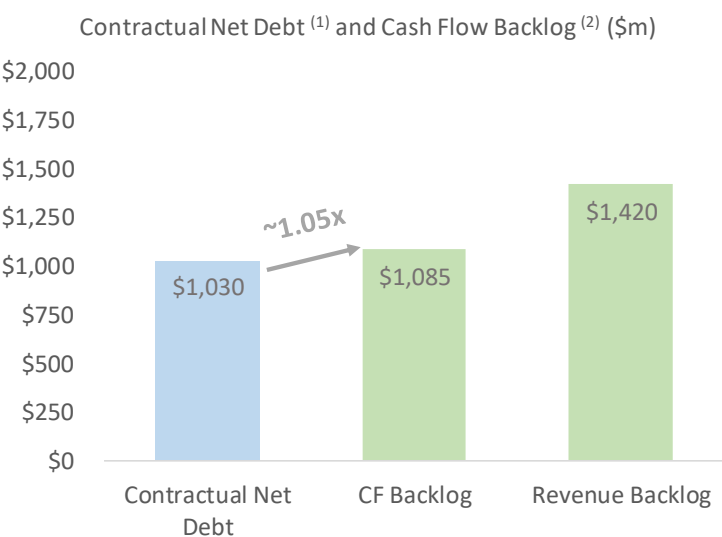 Contractual Net Debt (1) and Cash Flow Backlog (2) ($m)
$2,000
$1,750
$1,500
$1,250
$1,000
$750
$500
$250
$0
~1.05x
$1,030
$1,085
$1,420
Contractual Net
Debt
CF Backlog
Revenue Backlog